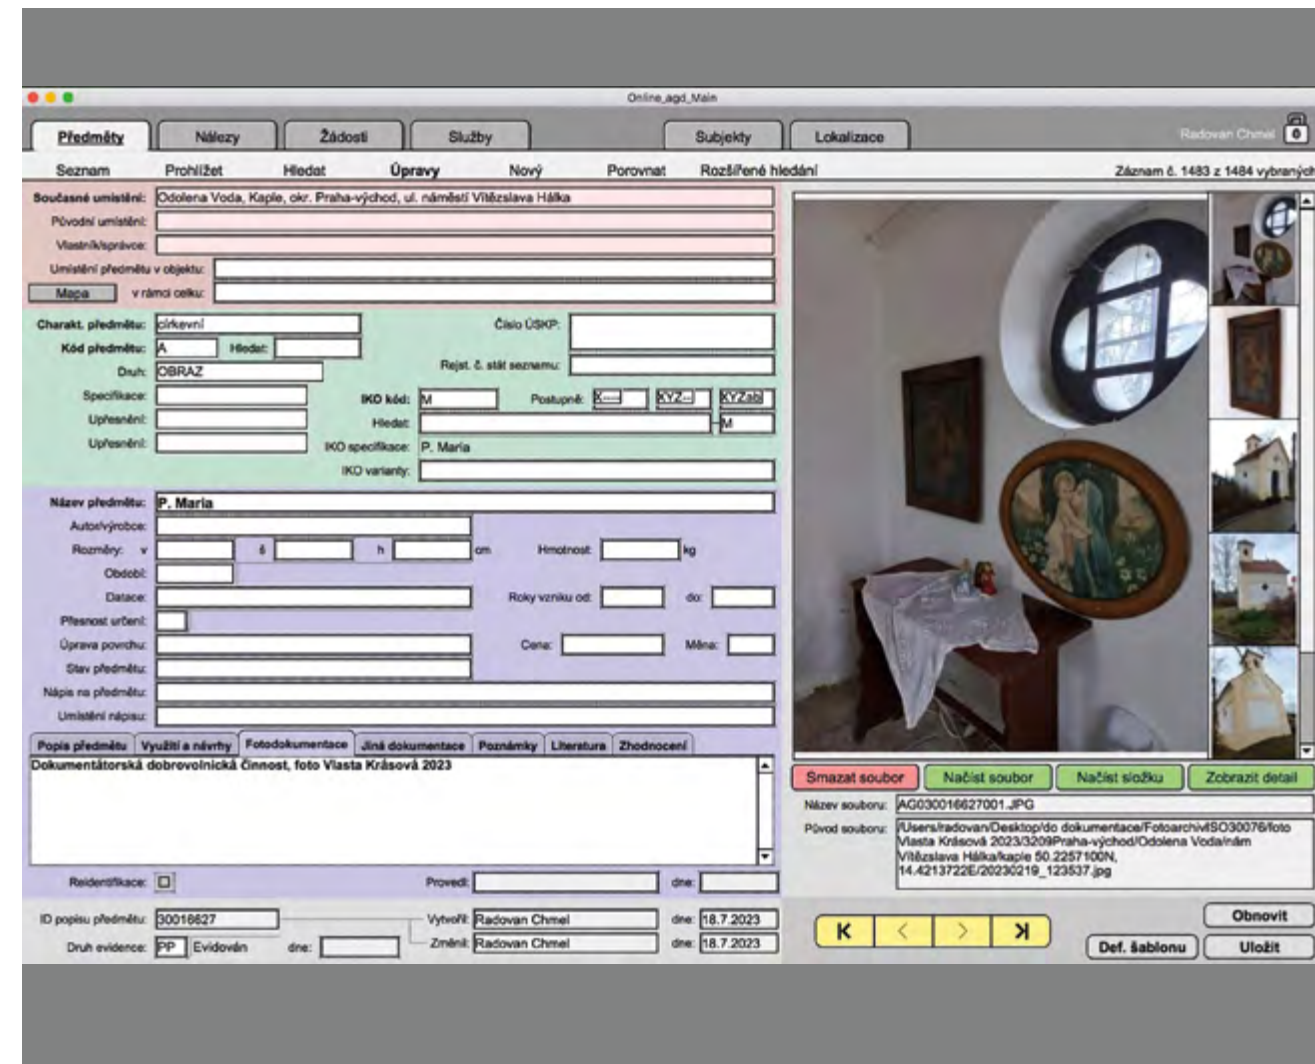 Online_agd_Main
Předměty Nálezy Žádosti Služby Subjekty Lokalizace Radovan Chmel 0
Seznam Prohlížet Hledat Úpravy Nový Porovnat Rozšířené hledání Záznam č. 1483 z 1484 vybraných
Současné umístění: Odolena Voda, Kaple, okr. Praha-východ, ul. náměstí Vítězslava Hálka
Původní umístění:
Vlastník/správce:
Umístění předmětu v objektu:
Mapa v rámci celku:
Charakt. předmětu: církevní Číslo ÚSKP:
Kód předmětu: A Hledat:
Rejst. č. stát seznamu:
Druh: OBRAZ
Specifikace: IKO kód: M Postupně: X---- XYZ-- XYZab
Upřesnění: Hledat: M
Upřesnění: IKO specifikace: P. Maria
IKO varianty:
Název předmětu: P. Maria
Autor/výrobce:
Rozměry: v š h cm Hmotnost: kg
Období:
Datace: Roky vzniku od: do:
Přesnost určení:
Úprava povrchu: Cena: Měna:
Stav předmětu:
Nápis na předmětu:
Umístění nápisu:
Popis předmětu Využití a návrhy Fotodokumentace Jiná dokumentace Poznámky Literatura Zhodnocení
Dokumentátorská dobrovolnická činnost, foto Vlasta Krásová 2023
Smazat soubor Načíst soubor Načíst složku Zobrazit detail
Název souboru: AG030016627001.JPG
Původ souboru: /Users/radovan/Desktop/do dokumentace/Fotoarchiv/ISO30076/foto
Vlasta Krásová 2023/3209Praha-východ/Odolena Voda/nám
Vítězslava Hálka/kaple 50.2257100N,
14.4213722E/20230219_123537.jpg
Reidentifikace: Provedl: dne:
ID popisu předmětu: 30016627 Vytvořil: Radovan Chmel dne: 18.7.2023
Druh evidence: PP Evidován dne: Změnil: Radovan Chmel dne: 18.7.2023
Obnovit
Def. šablonu Uložit